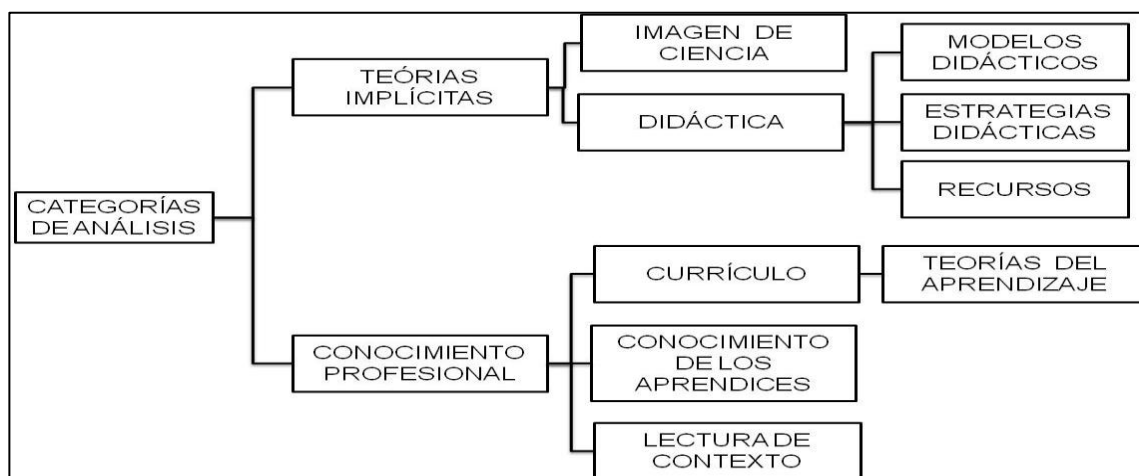 CATEGORÍAS
DE ANÁLISIS
TEÓRIAS
IMPLÍCITAS
IMAGEN DE
CIENCIA
DIDÁCTICA
MODELOS
DIDÁCTICOS
ESTRATEGIAS
DIDÁCTICAS
RECURSOS
CONOCIMIENTO
PROFESIONAL
CURRÍCULO
TEORÍAS DEL
APRENDIZAJE
CONOCIMIENTO
DE LOS
APRENDICES
LECTURA DE
CONTEXTO